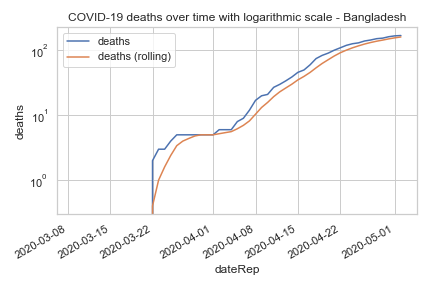 COVID-19 deaths over time with logarithmic scale - Bangladesh
deaths
deaths (rolling)
10²
10¹
10⁰
deaths
2020-03-08
2020-03-15
2020-03-22
2020-04-01
2020-04-08
2020-04-15
2020-04-22
2020-05-01
dateRep